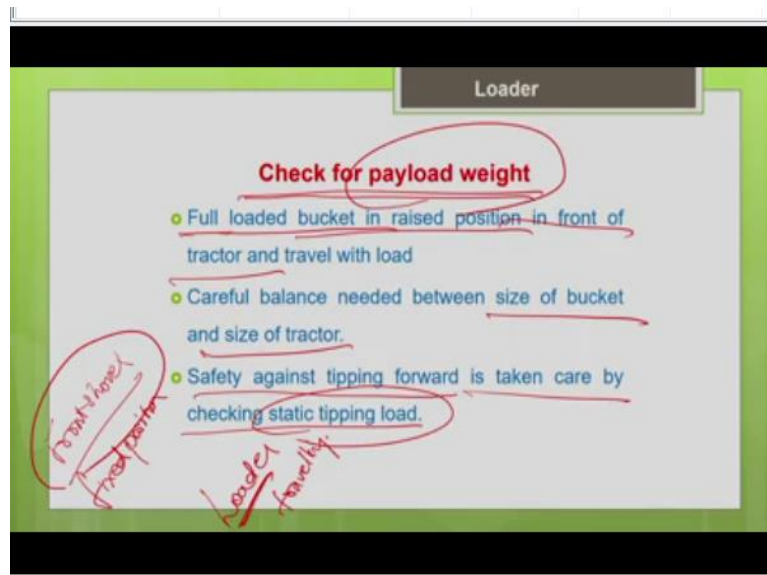 Loader
Check for payload weight
Full loaded bucket in raised position in front of
tractor and travel with load
Careful balance needed between size of bucket
and size of tractor.
Safety against tipping forward is taken care by
checking static tipping load.
Front shovel
fixed position
Loader
travelling.